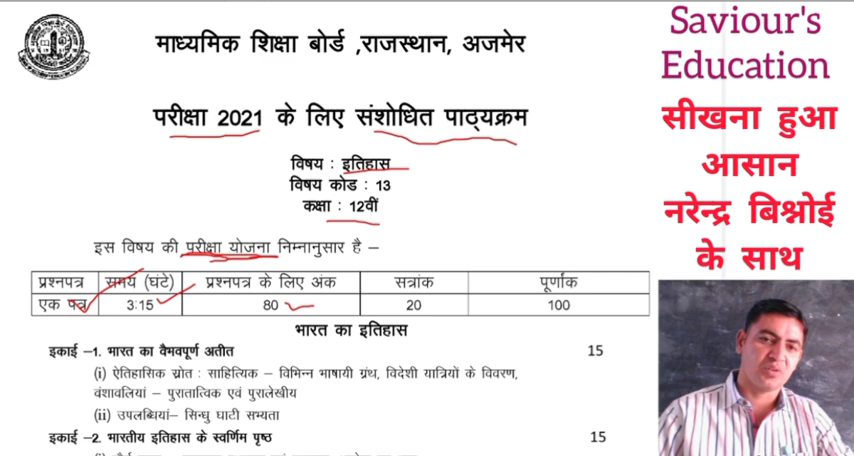 माध्यमिक शिक्षा बोर्ड ,राजस्थान, अजमेर
परीक्षा 2021 के लिए संशोधित पाठ्यक्रम
विषय : इतिहास
विषय कोड : 13
कक्षा : 12वीं
इस विषय की परीक्षा योजना निम्नानुसार है –
प्रश्नपत्र समय (घंटे) प्रश्नपत्र के लिए अंक सत्रांक पूर्णांक
एक पत्र 3:15 80 20 100
भारत का इतिहास
इकाई –1. भारत का वैभवपूर्ण अतीत 15
(i) ऐतिहासिक स्रोत : साहित्यिक – विभिन्न भाषायी ग्रंथ, विदेशी यात्रियों के विवरण,
वंशावलियां – पुरातात्विक एवं पुरालेखीय
(ii) उपलब्धियां– सिन्धु घाटी सभ्यता
इकाई –2. भारतीय इतिहास के स्वर्णिम पृष्ठ 15
Saviour's
Education
सीखना हुआ
आसान
नरेन्द्र बिश्नोई
के साथ